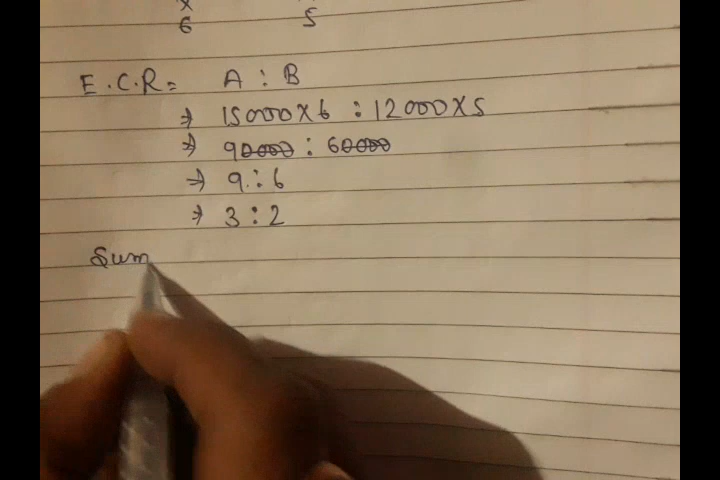 x
6 5
E.C.R = A : B
⇒ 15000 x 6 : 12000 x 5
⇒ 90000 : 60000
⇒ 9 : 6
⇒ 3 : 2
Sum